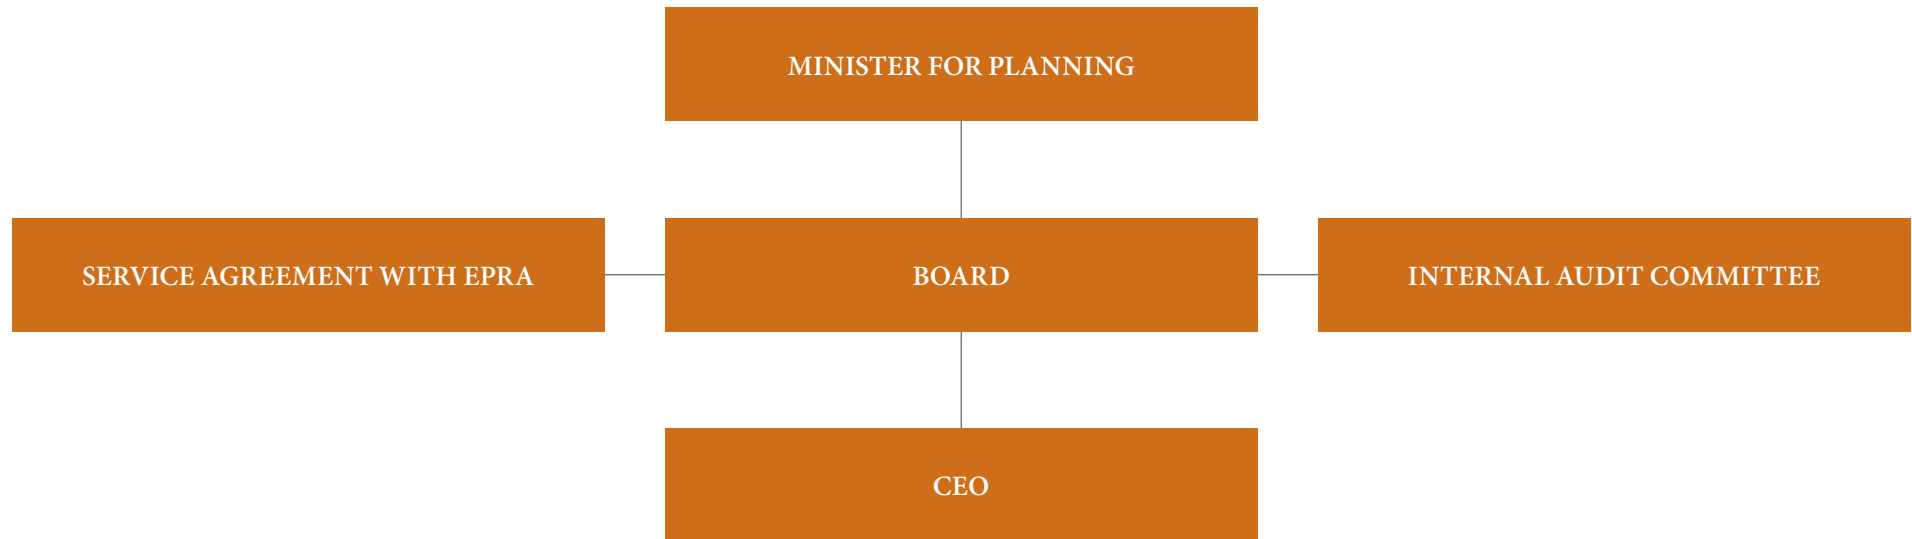 MINISTER FOR PLANNING
SERVICE AGREEMENT WITH EPRA
BOARD
INTERNAL AUDIT COMMITTEE
CEO